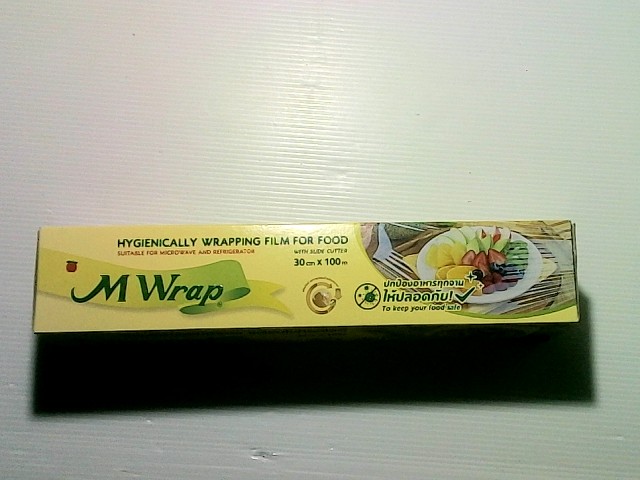 HYGIENICALLY WRAPPING FILM FOR FOOD
SUITABLE FOR MICROWAVE AND REFRIGERATOR
WITH SLIDE CUTTER
30 cm X 100 m
M Wrap
ปกป้องอาหารทุกจาน
ให้ปลอดภัย!
To keep your food safe